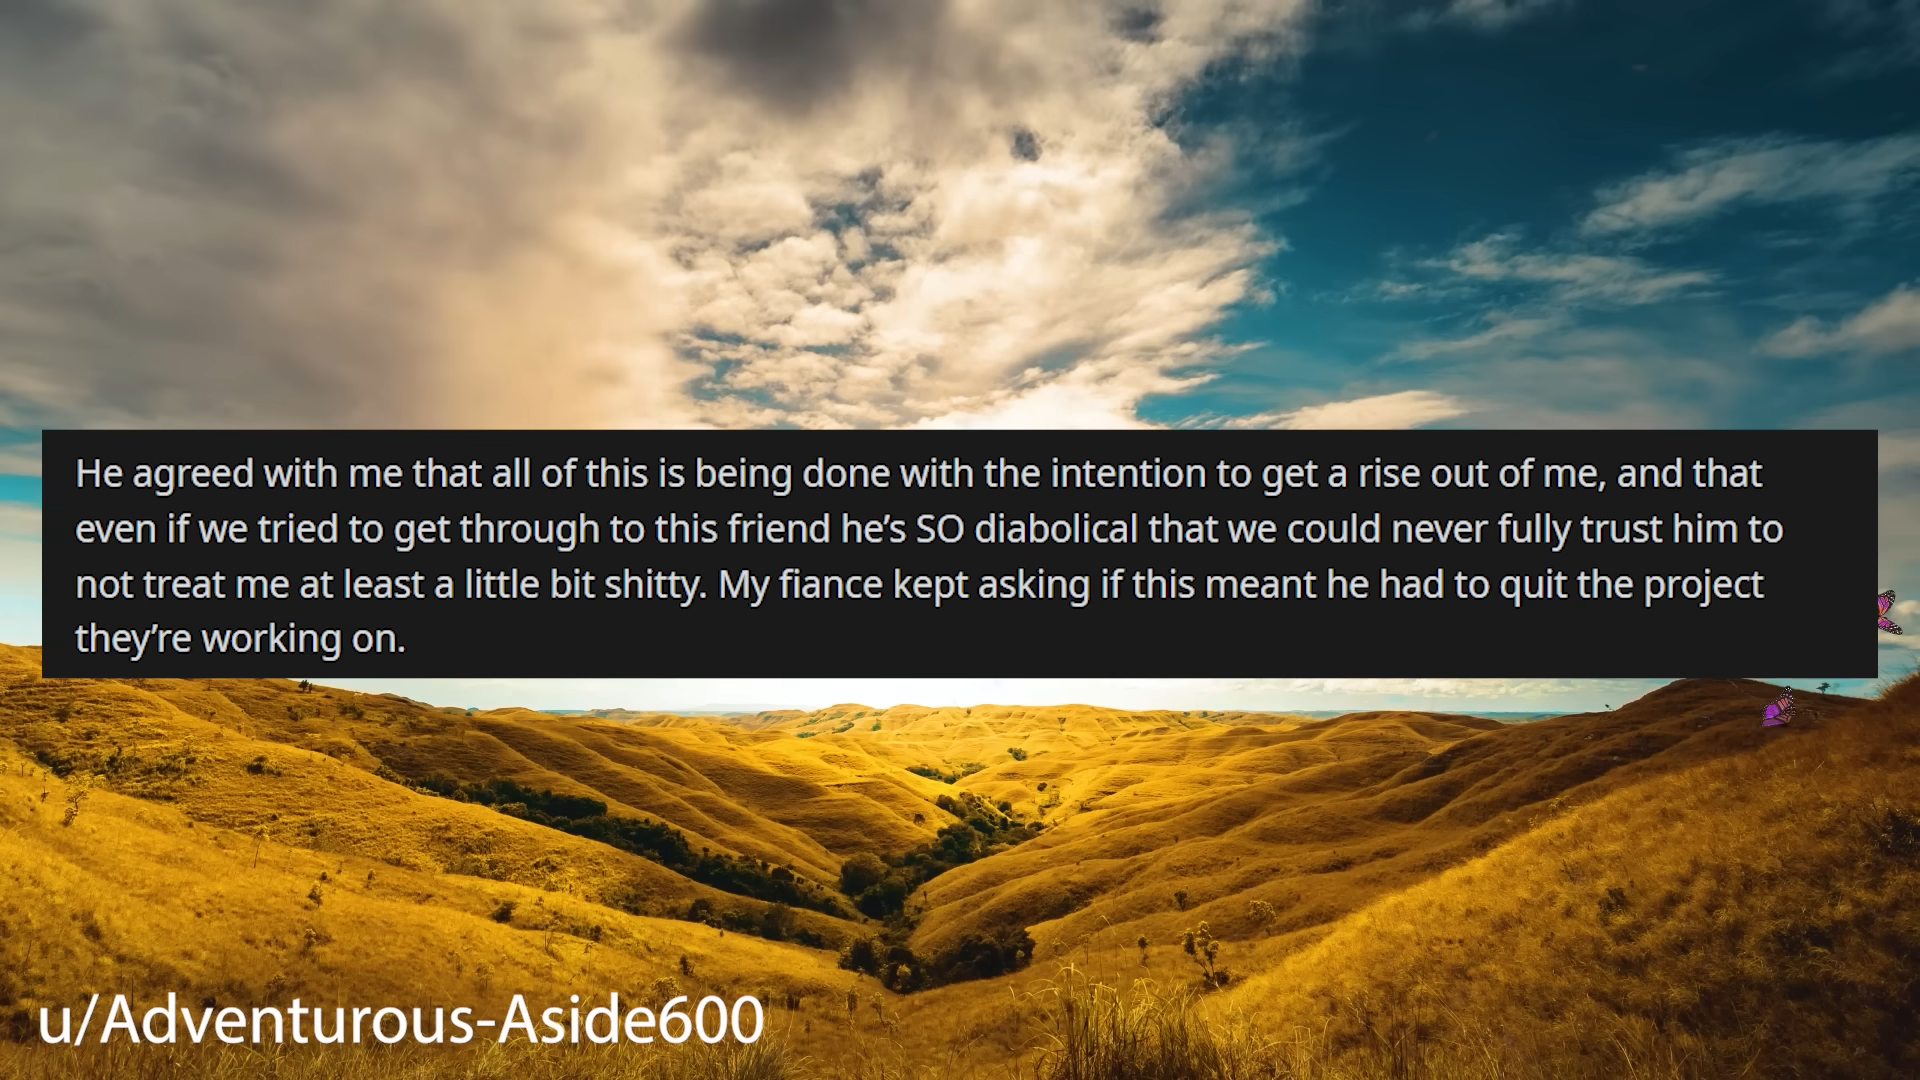 He agreed with me that all of this is being done with the intention to get a rise out of me, and that
even if we tried to get through to this friend he’s SO diabolical that we could never fully trust him to
not treat me at least a little bit shitty. My fiance kept asking if this meant he had to quit the project
they’re working on.
u/Adventurous-Aside600